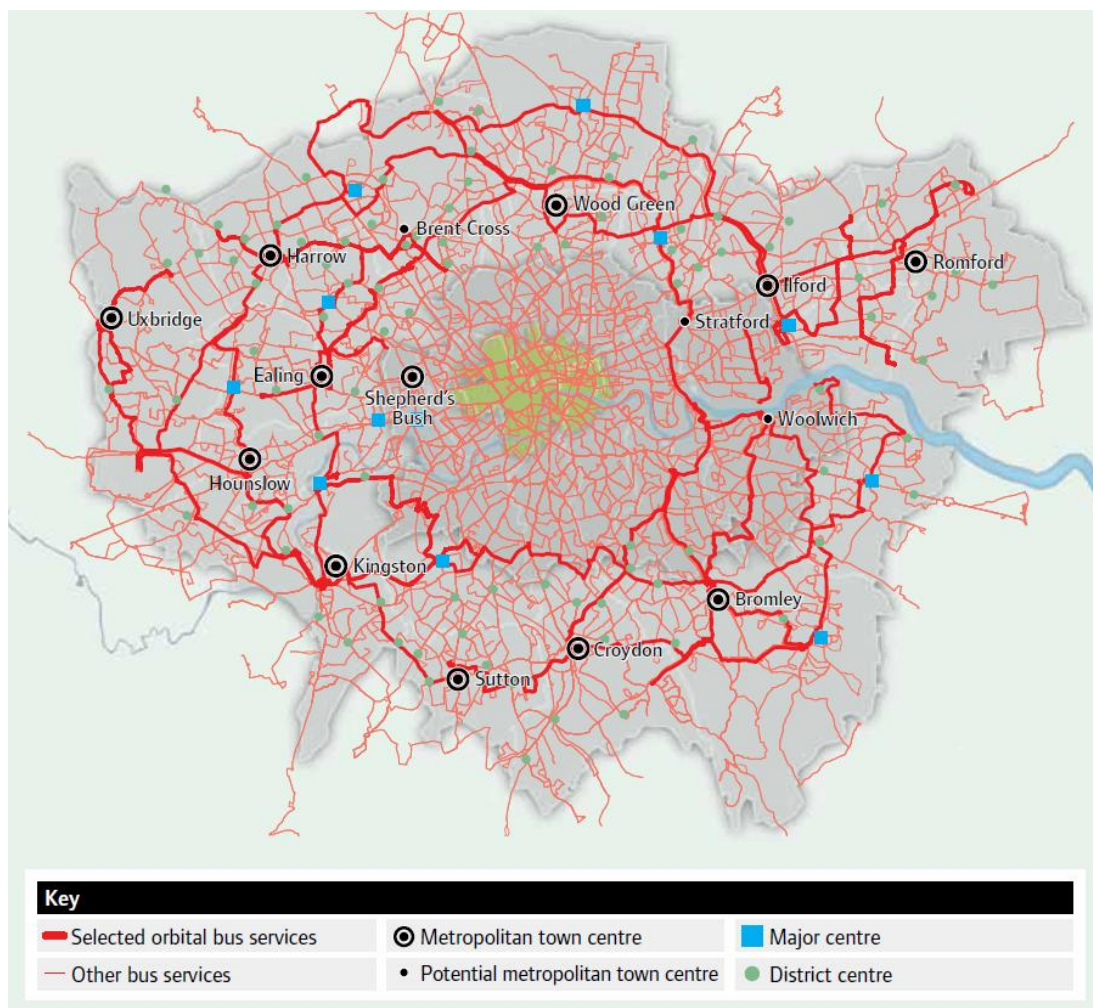 Wood Green
Brent Cross
Harrow
Romford
Ilford
Uxbridge
Stratford
Ealing
Shepherd's
Bush
Woolwich
Hounslow
Kingston
Bromley
Croydon
Sutton
Key
Selected orbital bus services
Metropolitan town centre
Major centre
Other bus services
Potential metropolitan town centre
District centre